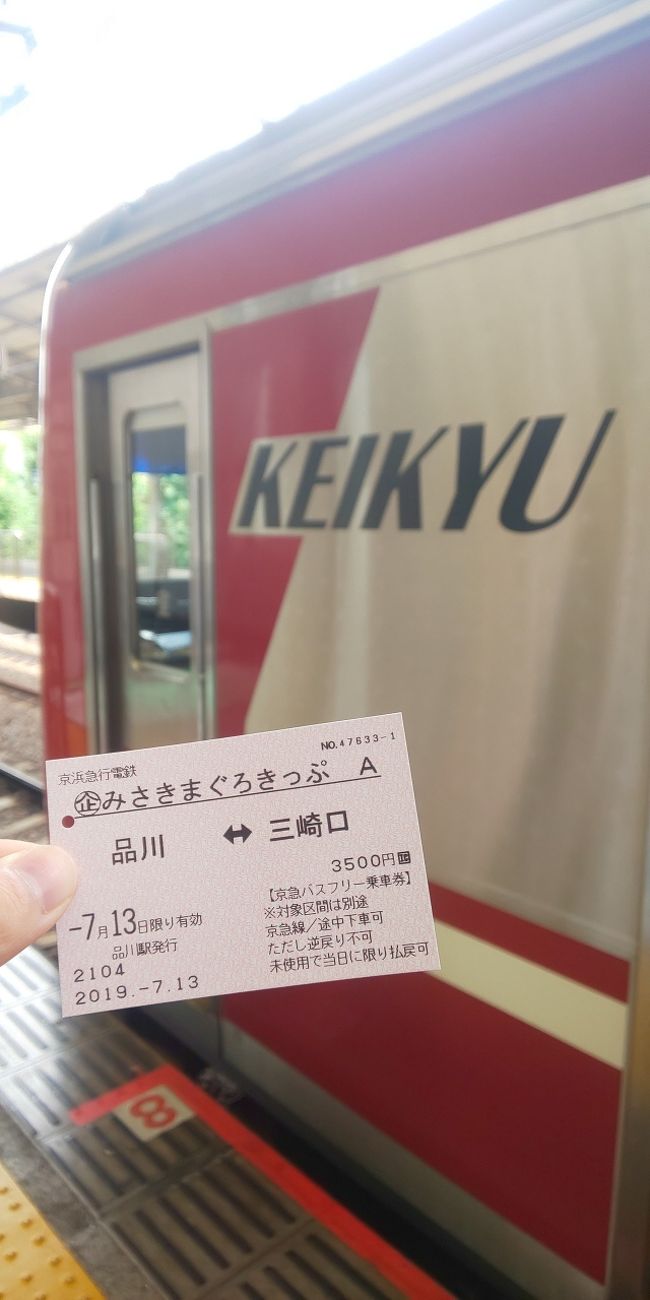 KEIKYU
NO.47633-1
京浜急行電鉄
企みさきまぐろきっぷ A
品川 ↔ 三崎口
3500円
【京急バスフリー乗車券】
※対象区間は別途
京急線/途中下車可
ただし逆戻り不可
未使用で当日に限り払戻可
-7月13日限り有効
品川駅発行
2104
2019.-7.13
8